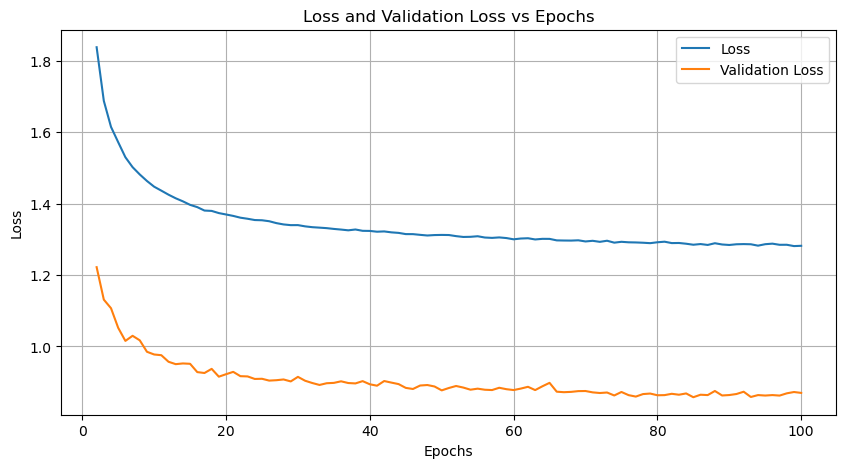 Loss and Validation Loss vs Epochs
Loss
Validation Loss
1.8
1.6
1.4
1.2
1.0
Loss
0 20 40 60 80 100
Epochs